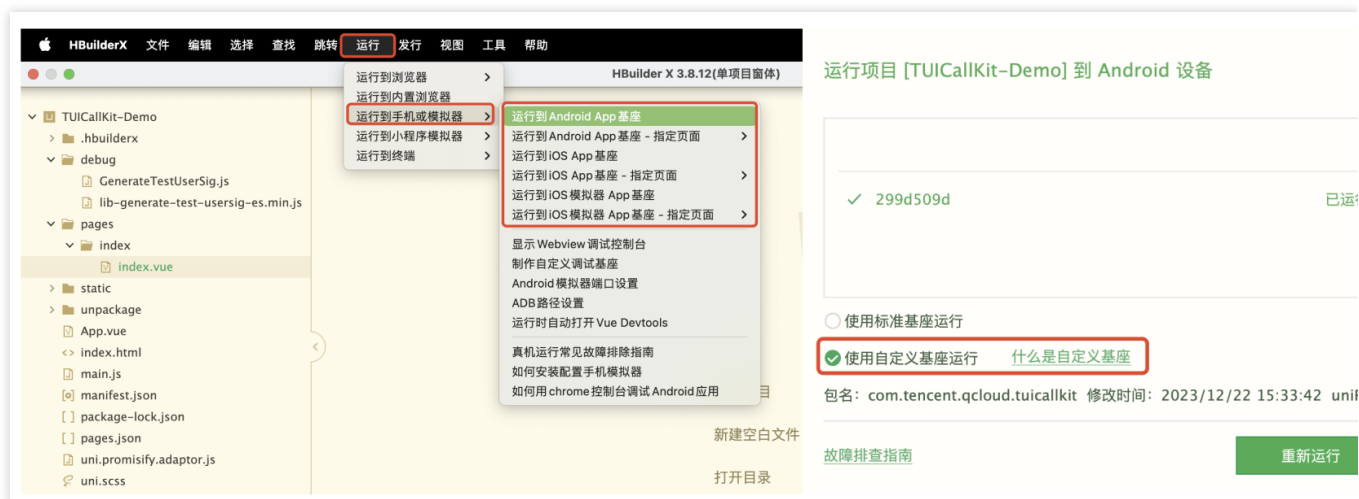 HBuilderX 文件 编辑 选择 查找 跳转 运行 发行 视图 工具 帮助
HBuilder X 3.8.12(单项目窗体)
TUICallKit-Demo
.hbuilderx
debug
GenerateTestUserSig.js
lib-generate-test-usersig-es.min.js
pages
index
index.vue
static
unpackage
App.vue
index.html
main.js
manifest.json
package-lock.json
pages.json
uni.promisify.adaptor.js
uni.scss
运行到浏览器
运行到内置浏览器
运行到手机或模拟器
运行到小程序模拟器
运行到终端
运行到Android App基座
运行到Android App基座 - 指定页面
运行到iOS App基座
运行到iOS App基座 - 指定页面
运行到iOS模拟器 App基座
运行到iOS模拟器 App基座 - 指定页面
显示Webview调试控制台
制作自定义调试基座
Android模拟器端口设置
ADB路径设置
运行时自动打开Vue Devtools
真机运行常见故障排除指南
如何安装配置手机模拟器
如何用chrome控制台调试Android应用
目
新建空白文件
打开目录
运行项目 [TUICallKit-Demo] 到 Android 设备
299d509d
已运
使用标准基座运行
使用自定义基座运行 什么是自定义基座
包名：com.tencent.qcloud.tuicallkit 修改时间：2023/12/22 15:33:42
故障排查指南
重新运行